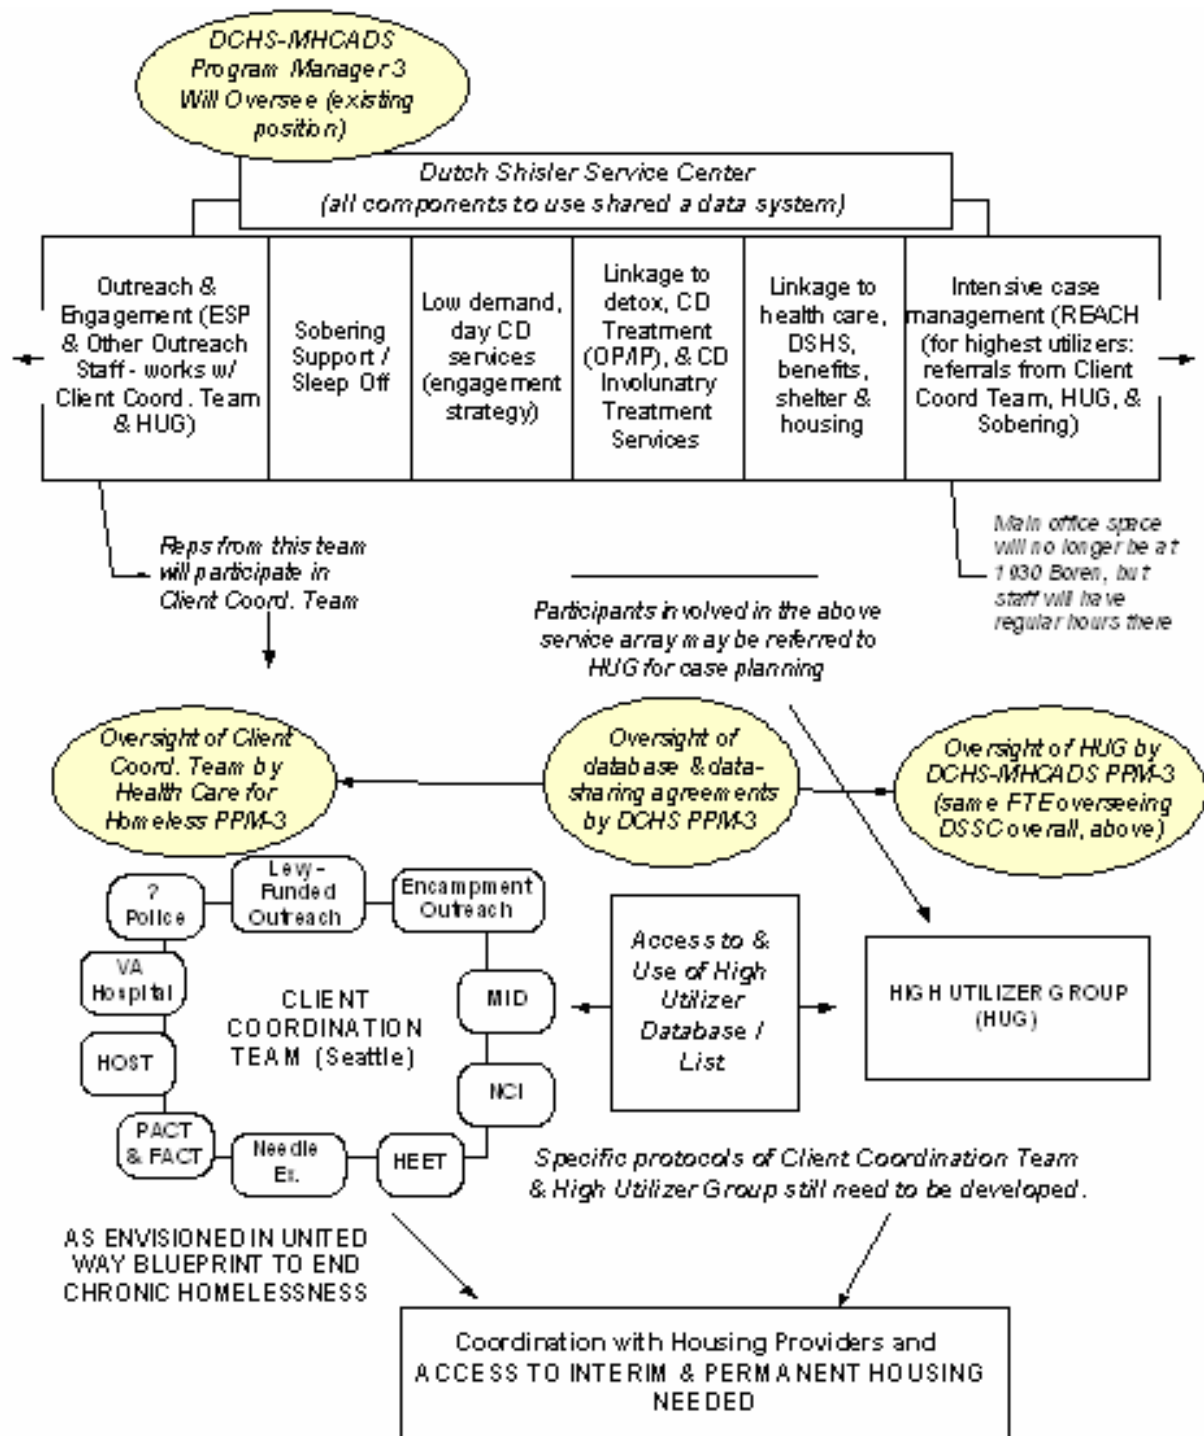 DCHS-MHCADS
Program Manager 3
Will Oversee (existing
position)
Dutch Shisler Service Center
(all components to use shared a data system)
Outreach &
Engagement (ESP
& Other Outreach
Staff - works w/
Client Coord. Team
& HUG)
Sobering
Support /
Sleep Off
Low demand,
day CD
services
(engagement
strategy)
Linkage to
detox, CD
Treatment
(OP/IP), & CD
Involunatry
Treatment
Services
Linkage to
health care,
DSHS,
benefits,
shelter &
housing
Intensive case
management (REACH
(for highest utilizers:
referrals from Client
Coord Team, HUG, &
Sobering)
Reps from this team
will participate in
Client Coord. Team
Main office space
will no longer be at
1930 Boren, but
staff will have
regular hours there
Participants involved in the above
service array may be referred to
HUG for case planning
Oversight of Client
Coord. Team by
Health Care for
Homeless PPM-3
Oversight of
database & data-
sharing agreements
by DCHS PPM-3
Oversight of HUG by
DCHS-MHCADS PPM-3
(same FTE overseeing
DSSC overall, above)
?
Police
Levy-
Funded
Outreach
Encampment
Outreach
VA
Hospital
MID
HOST
NCI
PACT
& FACT
Needle
Ex.
HEET
CLIENT
COORDINATION
TEAM (Seattle)
Access to &
Use of High
Utilizer
Database /
List
HIGH UTILIZER GROUP
(HUG)
Specific protocols of Client Coordination Team
& High Utilizer Group still need to be developed.
AS ENVISIONED IN UNITED
WAY BLUEPRINT TO END
CHRONIC HOMELESSNESS
Coordination with Housing Providers and
ACCESS TO INTERIM & PERMANENT HOUSING
NEEDED